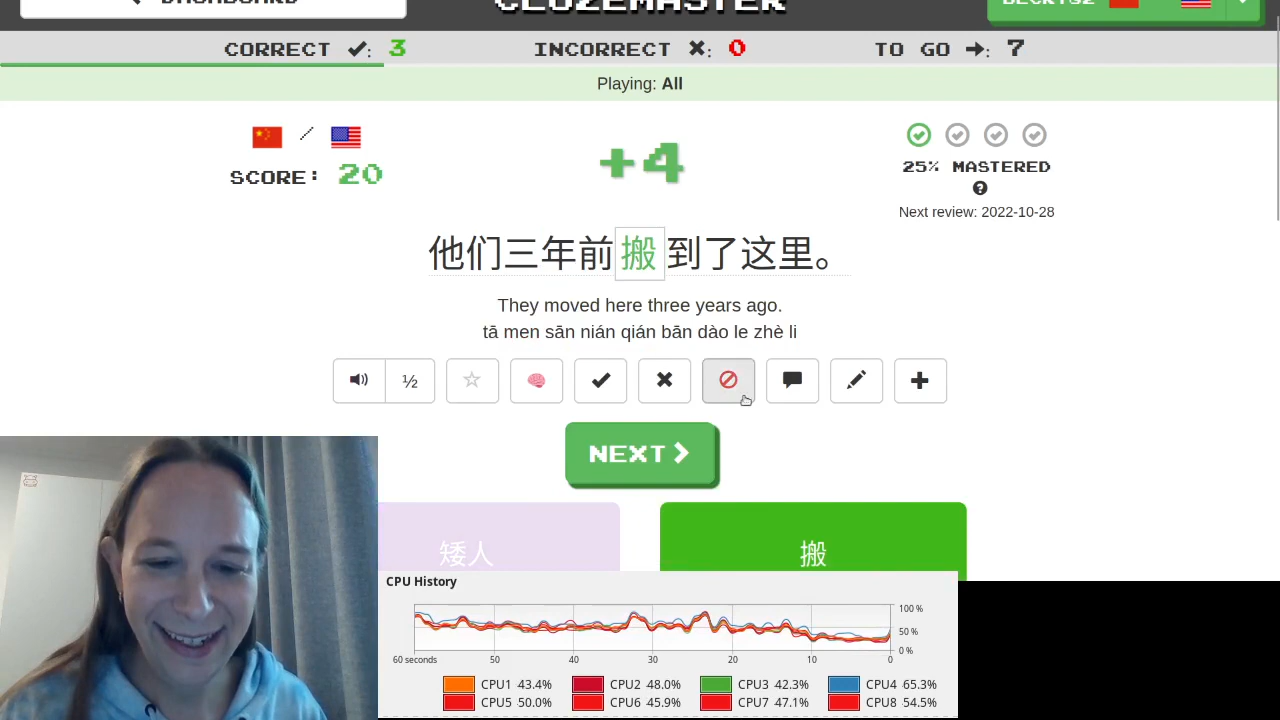 DASHBOARD
CLOZEMASTER
BECKTG2
CORRECT ✔: 3
INCORRECT ✖: 0
TO GO ➔: 7
Playing: All
SCORE: 20
+4
25% MASTERED
Next review: 2022-10-28
他们三年前搬到了这里。
They moved here three years ago.
tā men sān nián qián bān dào le zhè li
½
NEXT
矮人
搬
CPU History
100 %
50 %
0 %
60 seconds 50 40 30 20 10 0
CPU1 43.4% CPU2 48.0% CPU3 42.3% CPU4 65.3%
CPU5 50.0% CPU6 45.9% CPU7 47.1% CPU8 54.5%